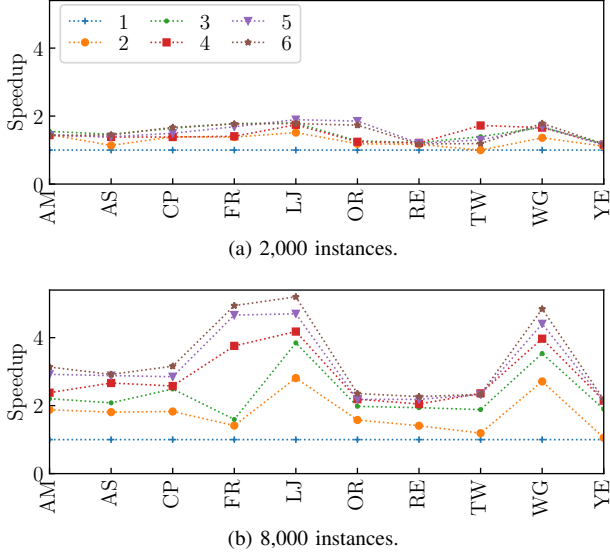 4
2
0
Speedup
1 3 5
2 4 6
AM AS CP FR LJ OR RE TW WG YE
(a) 2,000 instances.
4
2
0
Speedup
AM AS CP FR LJ OR RE TW WG YE
(b) 8,000 instances.